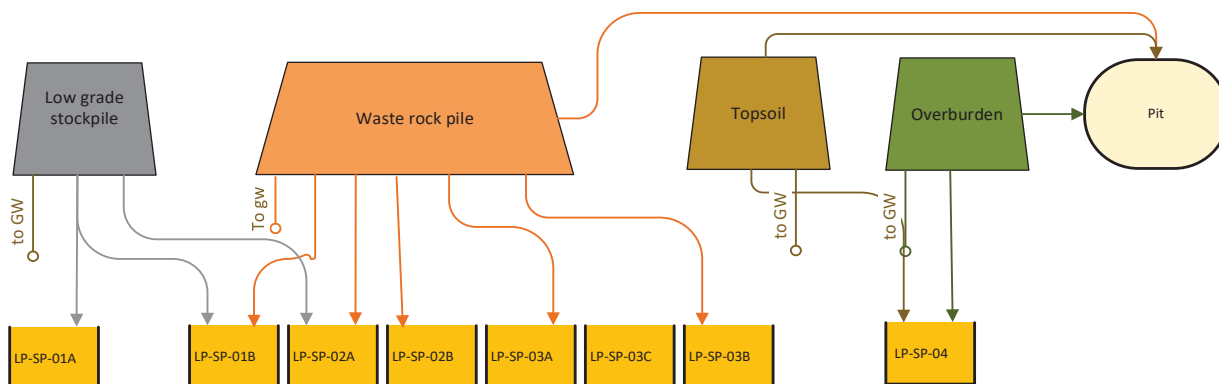 Low grade
stockpile
Waste rock pile
Topsoil
Overburden
Pit
to GW
To gw
to GW
to GW
LP-SP-01A
LP-SP-01B
LP-SP-02A
LP-SP-02B
LP-SP-03A
LP-SP-03C
LP-SP-03B
LP-SP-04